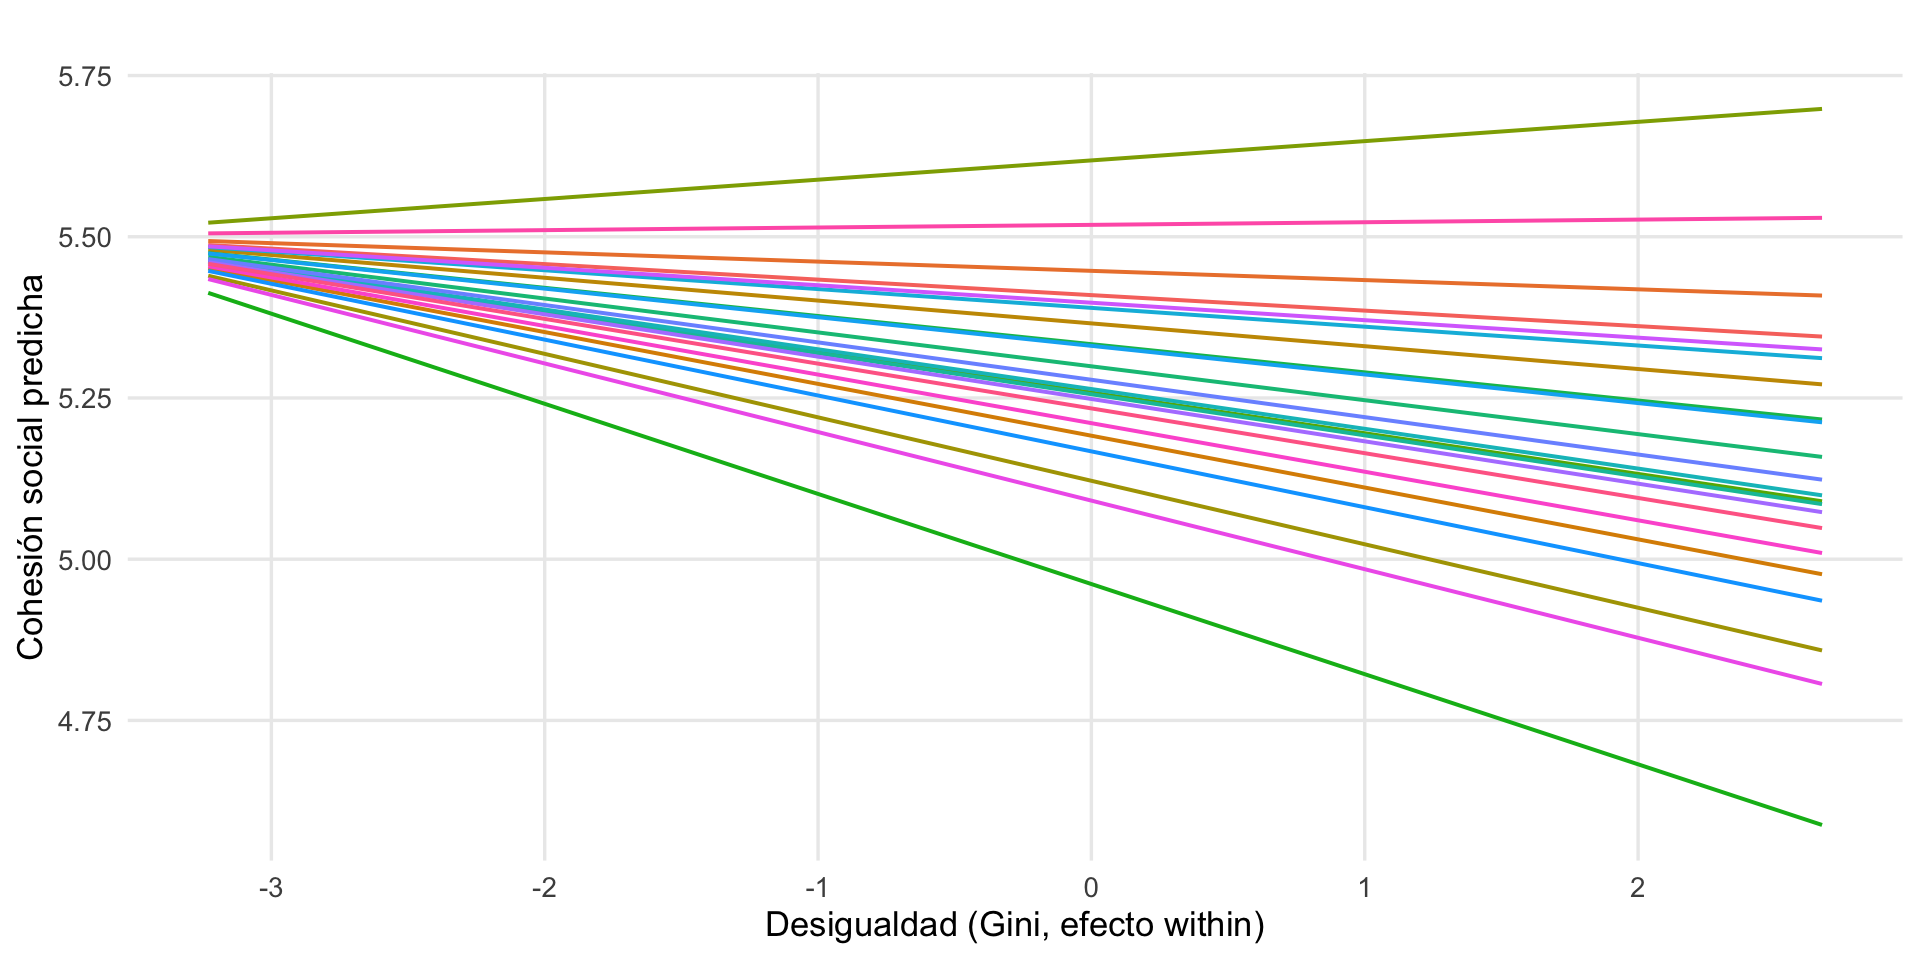 5.75
5.50
5.25
5.00
4.75
Cohesión social predicha
-3 -2 -1 0 1 2
Desigualdad (Gini, efecto within)